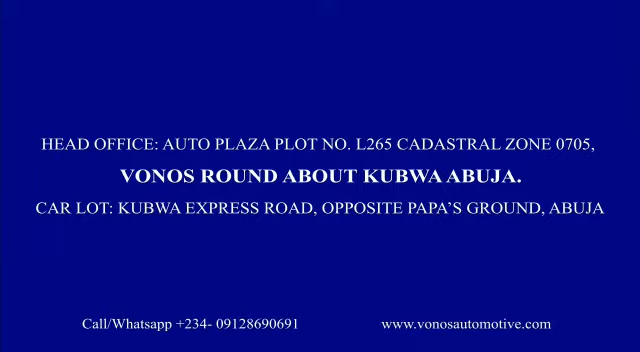 HEAD OFFICE: AUTO PLAZA PLOT NO. L265 CADASTRAL ZONE 0705,
VONOS ROUND ABOUT KUBWA ABUJA.
CAR LOT: KUBWA EXPRESS ROAD, OPPOSITE PAPA'S GROUND, ABUJA
Call/Whatsapp +234- 09128690691 www.vonosautomotive.com